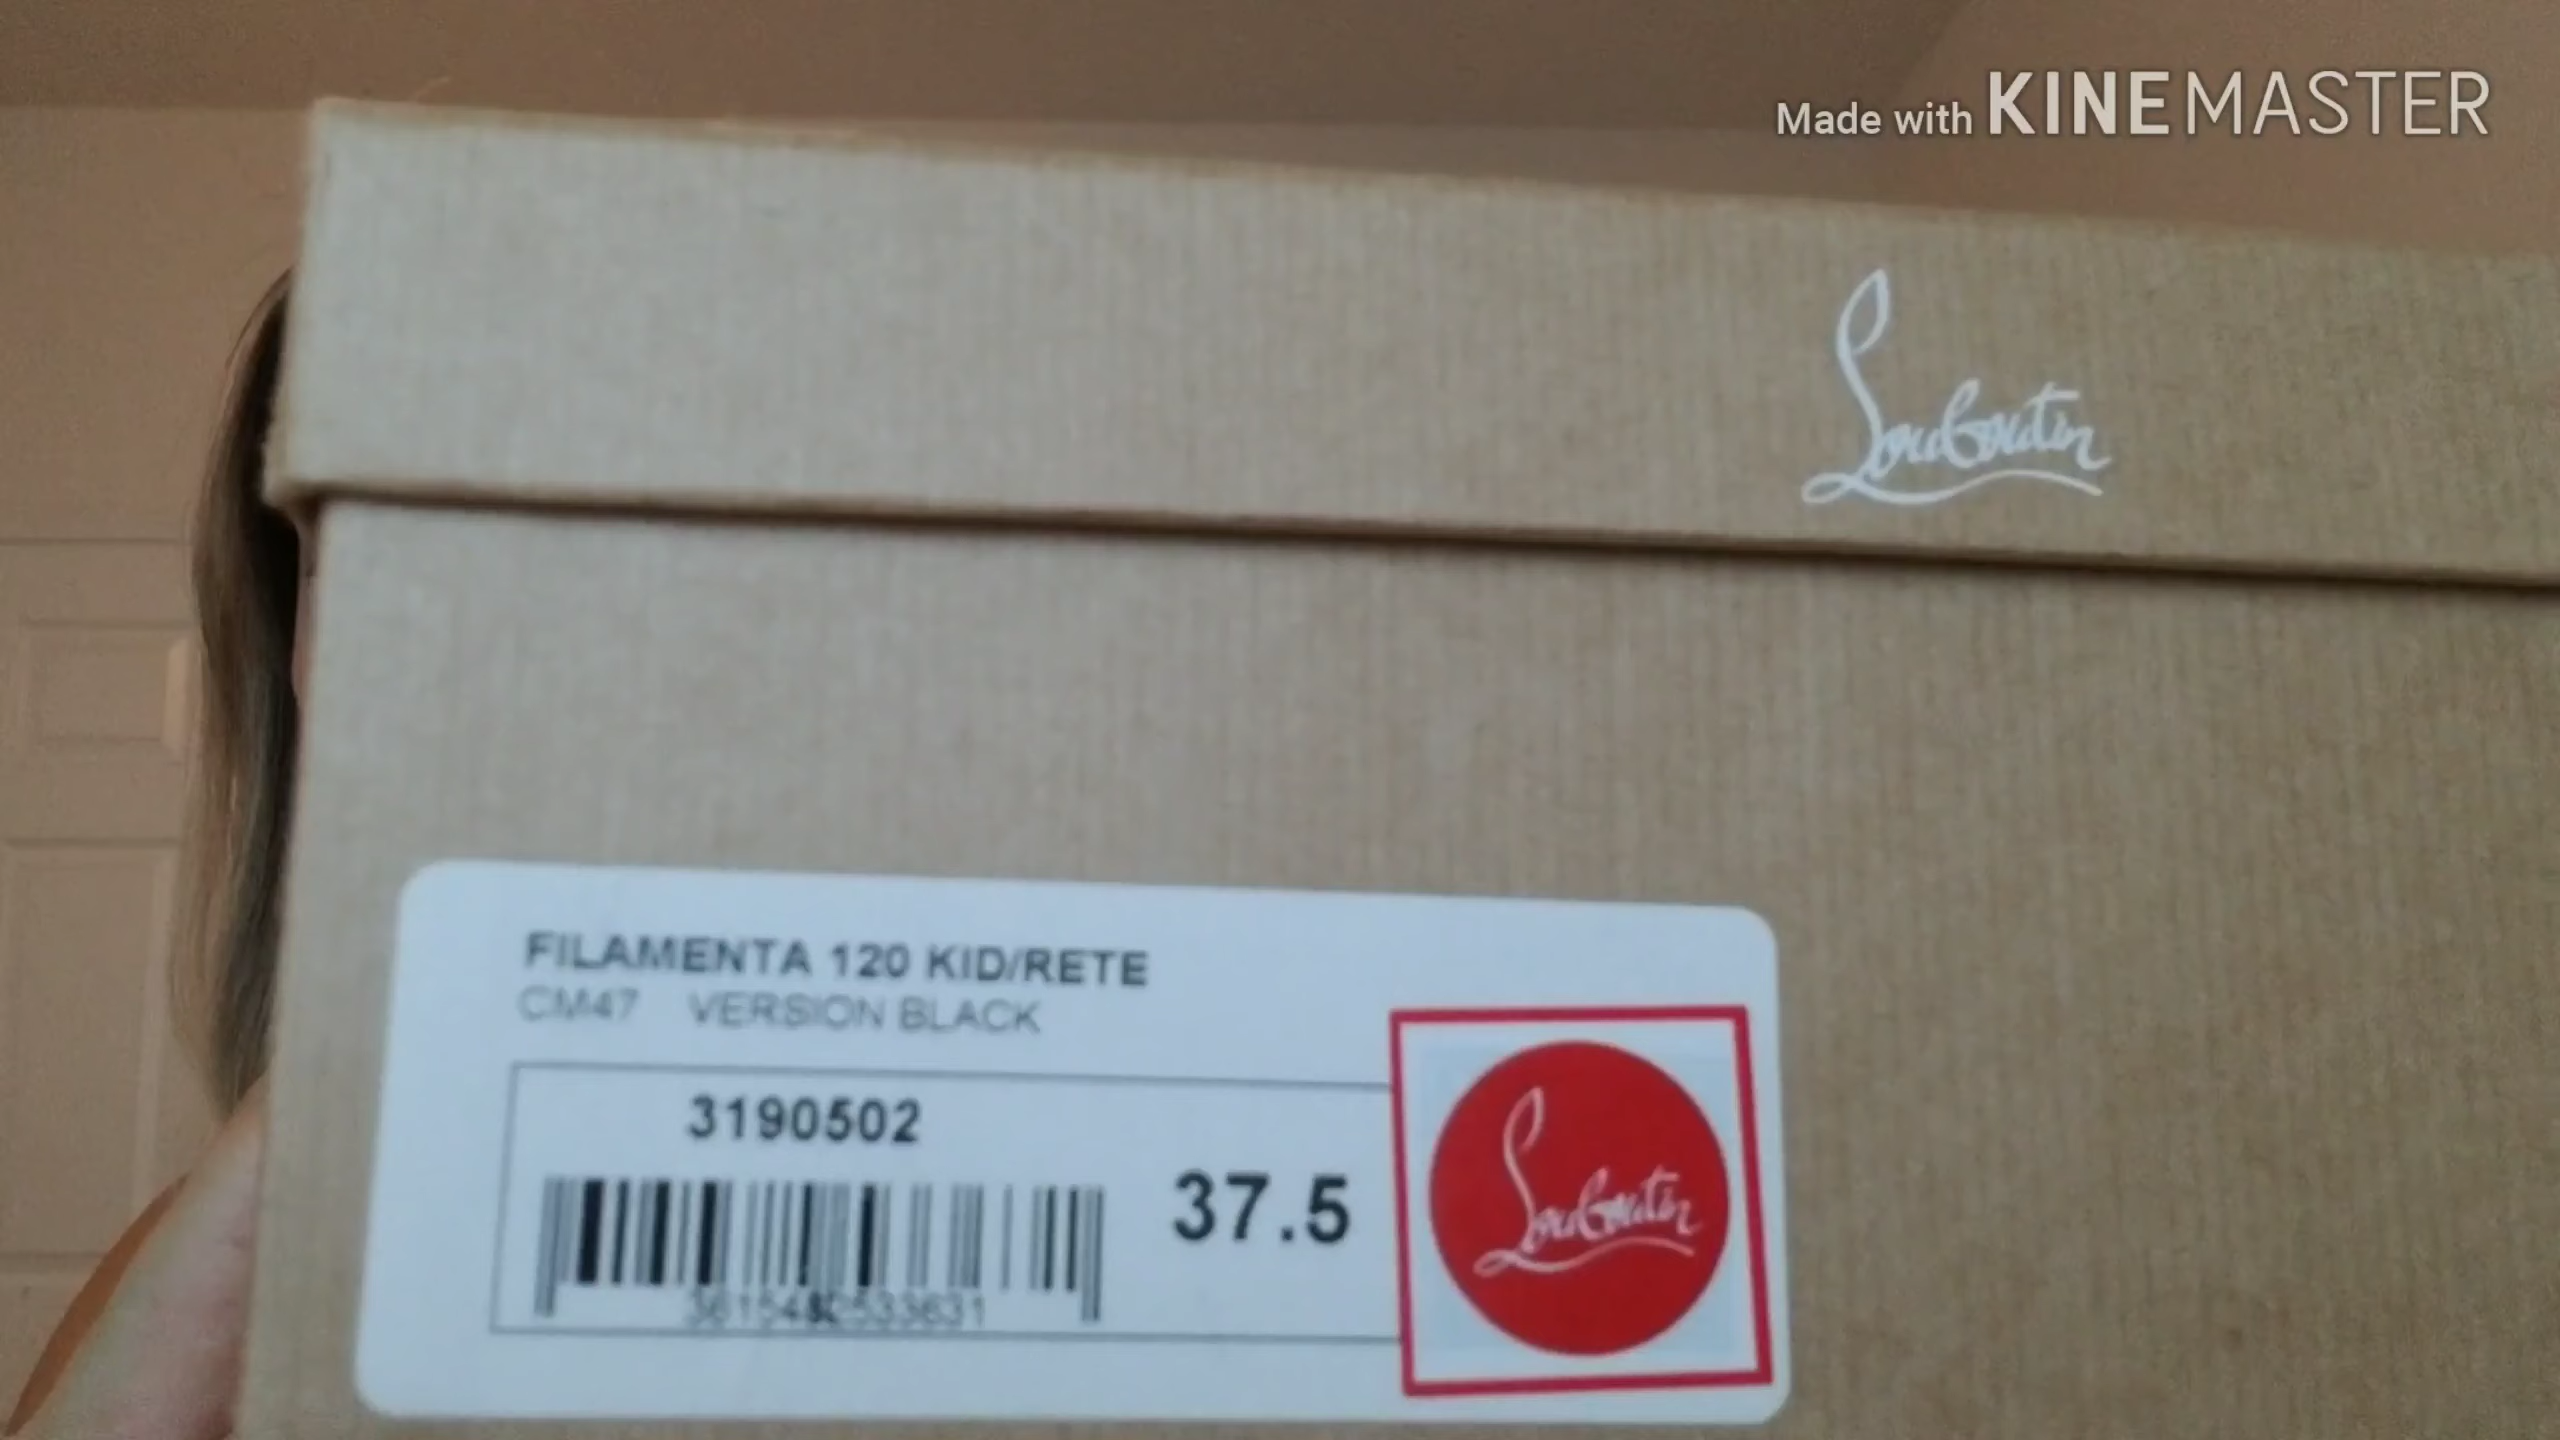 Made with KINEMASTER
Louboutin
FILAMENTA 120 KID/RETE
CM47 VERSION BLACK
3190502
37.5
Louboutin